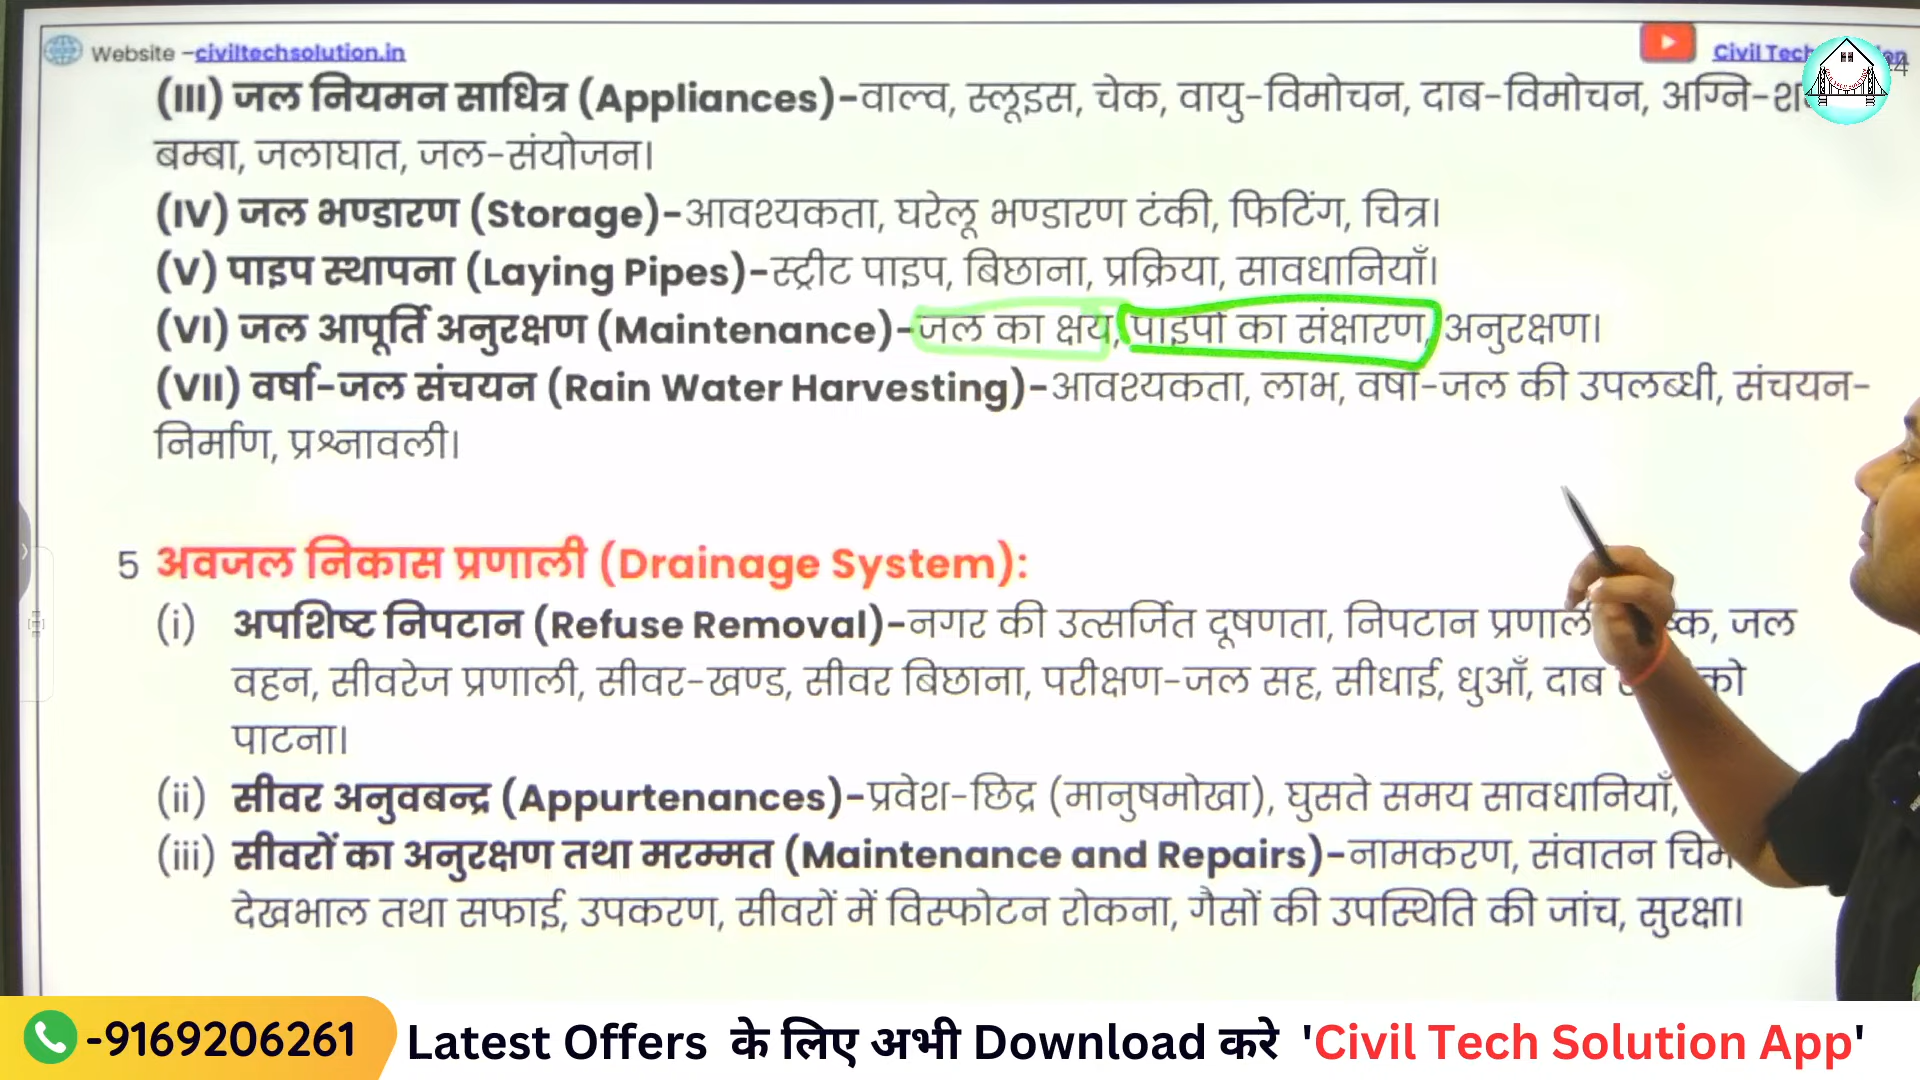 Website –civiltechsolution.in
Civil Tech
(III) जल नियमन साधित्र (Appliances)-वाल्व, स्लूइस, चेक, वायु-विमोचन, दाब-विमोचन,
बम्बा, जलाघात, जल-संयोजन।
(IV) जल भण्डारण (Storage)-आवश्यकता, घरेलू भण्डारण टंकी, फिटिंग, चित्र।
(V) पाइप स्थापना (Laying Pipes)-स्ट्रीट पाइप, बिछाना, प्रक्रिया, सावधानियाँ।
(VI) जल आपूर्ति अनुरक्षण (Maintenance)-जल का क्षय, पाइपों का संक्षारण, अनुरक्षण।
(VII) वर्षा-जल संचयन (Rain Water Harvesting)-आवश्यकता, लाभ, वर्षा-जल की उपलब्धी, संचयन-
निर्माण, प्रश्नावली।
5 अवजल निकास प्रणाली (Drainage System):
(i) अपशिष्ट निपटान (Refuse Removal)-नगर की उत्सर्जित दूषणता, निपटान जल
वहन, सीवरेज प्रणाली, सीवर-खण्ड, सीवर बिछाना, परीक्षण-जल सह, सीधाई, धुआँ, दाब को
पाटना।
(ii) सीवर अनुवबन्द्र (Appurtenances)-प्रवेश-छिद्र (मानुषमोखा), घुसते समय सावधानियाँ,
(iii) सीवरों का अनुरक्षण तथा मरम्मत (Maintenance and Repairs)-नामकरण, संवातन
देखभाल तथा सफाई, उपकरण, सीवरों में विस्फोटन रोकना, गैसों की उपस्थिति की जांच, सुरक्षा।
-9169206261
Latest Offers के लिए अभी Download करे 'Civil Tech Solution App'